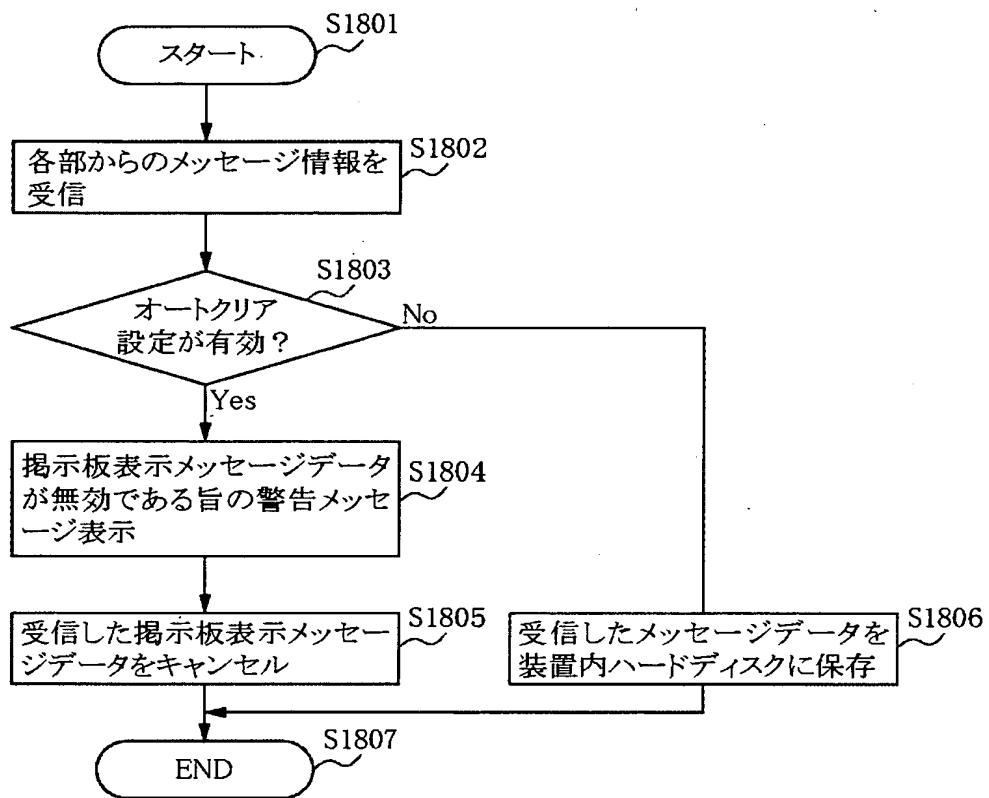 S1801
スタート
S1802
各部からのメッセージ情報を
受信
S1803
オートクリア
設定が有効？
No
Yes
S1804
掲示板表示メッセージデータ
が無効である旨の警告メッセ
ージ表示
S1805
受信した掲示板表示メッセー
ジデータをキャンセル
S1806
受信したメッセージデータを
装置内ハードディスクに保存
S1807
END